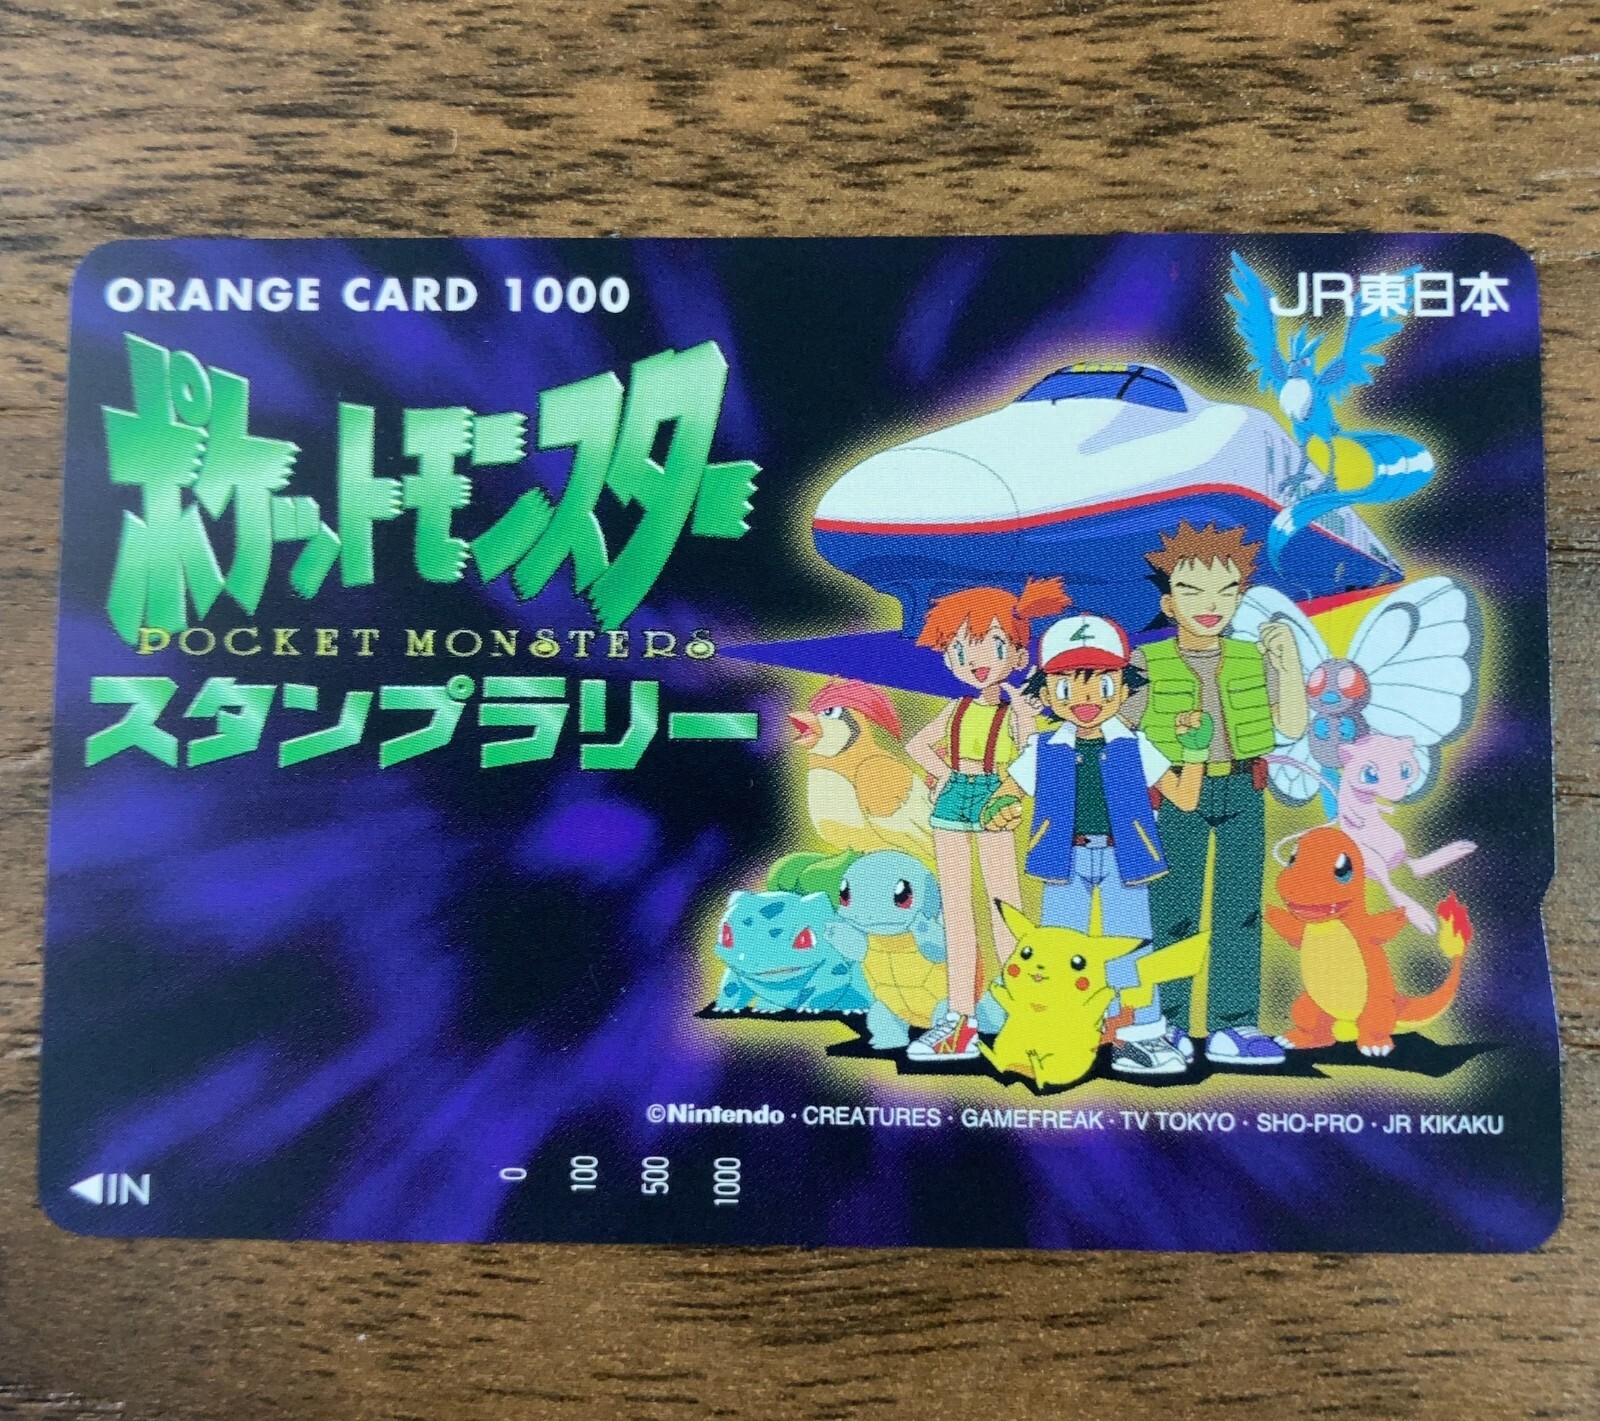 ORANGE CARD 1000
JR東日本
ポケットモンスター
POCKET MONSTERS
スタンプラリー
©Nintendo・CREATURES・GAMEFREAK・TV TOKYO・SHO-PRO・JR KIKAKU
◀IN
0 100 500 1000